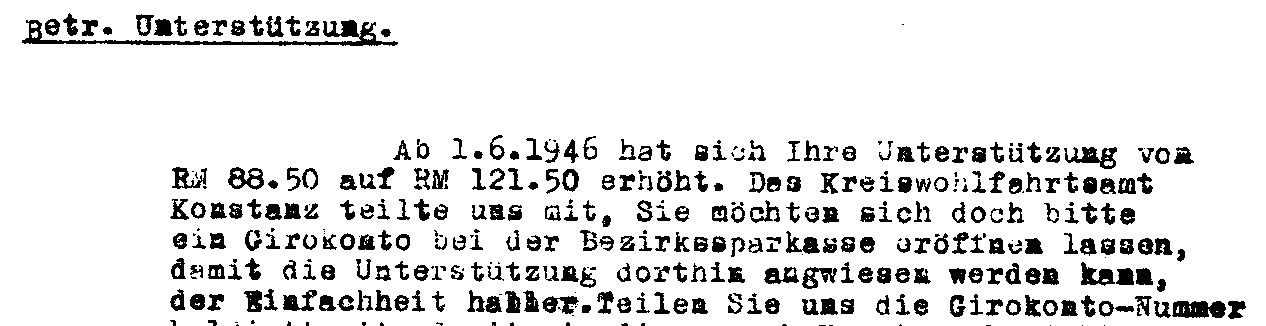 Betr. Unterstützung.
Ab 1.6.1946 hat sich Ihre Unterstützung von
RM 88.50 auf RM 121.50 erhöht. Das Kreiswohlfahrtsamt
Konstanz teilte uns mit, Sie möchten sich doch bitte
ein Girokonto bei der Bezirkssparkasse eröffnen lassen,
damit die Unterstützung dorthin angwiesen werden kann,
der Einfachheit halber. Teilen Sie uns die Girokonto-Nummer